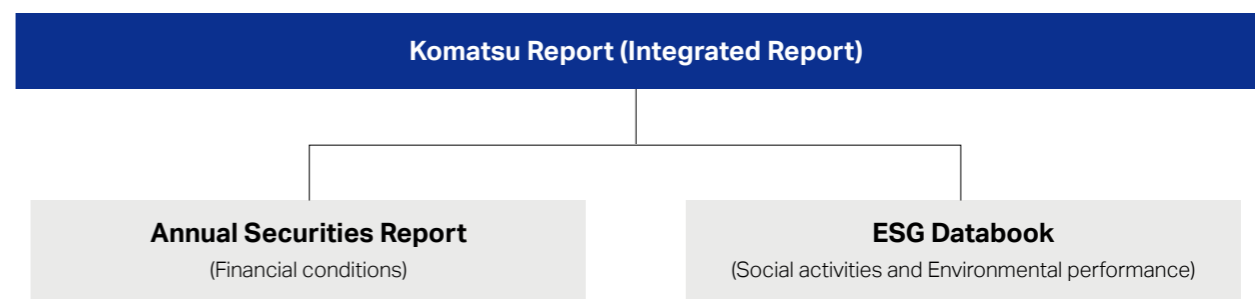 Komatsu Report (Integrated Report)
Annual Securities Report
(Financial conditions)
ESG Databook
(Social activities and Environmental performance)